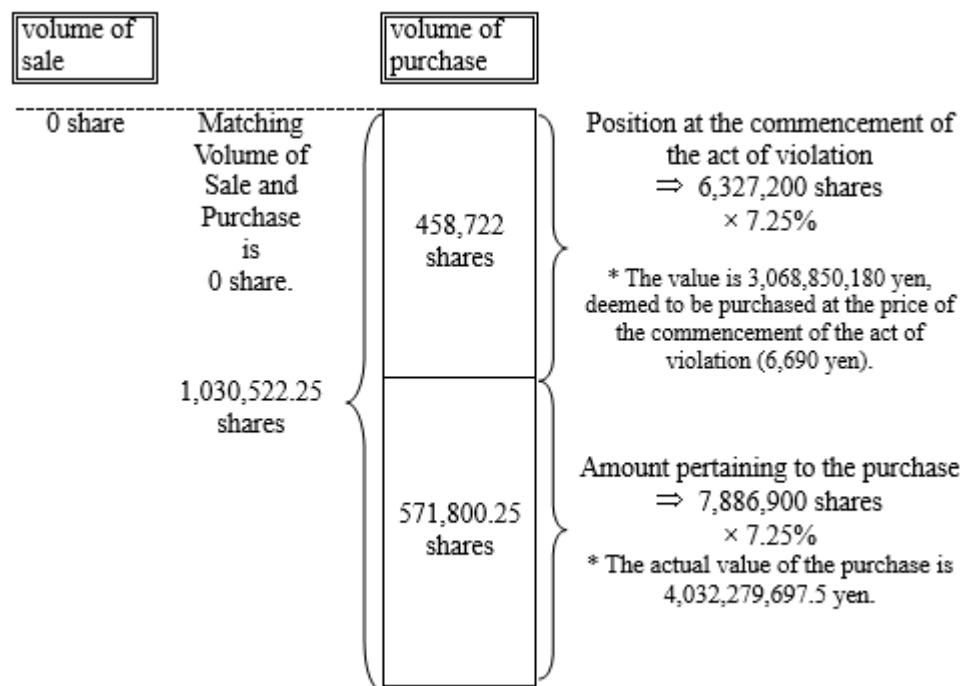 volume of
sale
volume of
purchase
0 share
Matching
Volume of
Sale and
Purchase
is
0 share.
1,030,522.25
shares
458,722
shares
571,800.25
shares
Position at the commencement of
the act of violation
⇒ 6,327,200 shares
× 7.25%
* The value is 3,068,850,180 yen,
deemed to be purchased at the price of
the commencement of the act of
violation (6,690 yen).
Amount pertaining to the purchase
⇒ 7,886,900 shares
× 7.25%
* The actual value of the purchase is
4,032,279,697.5 yen.